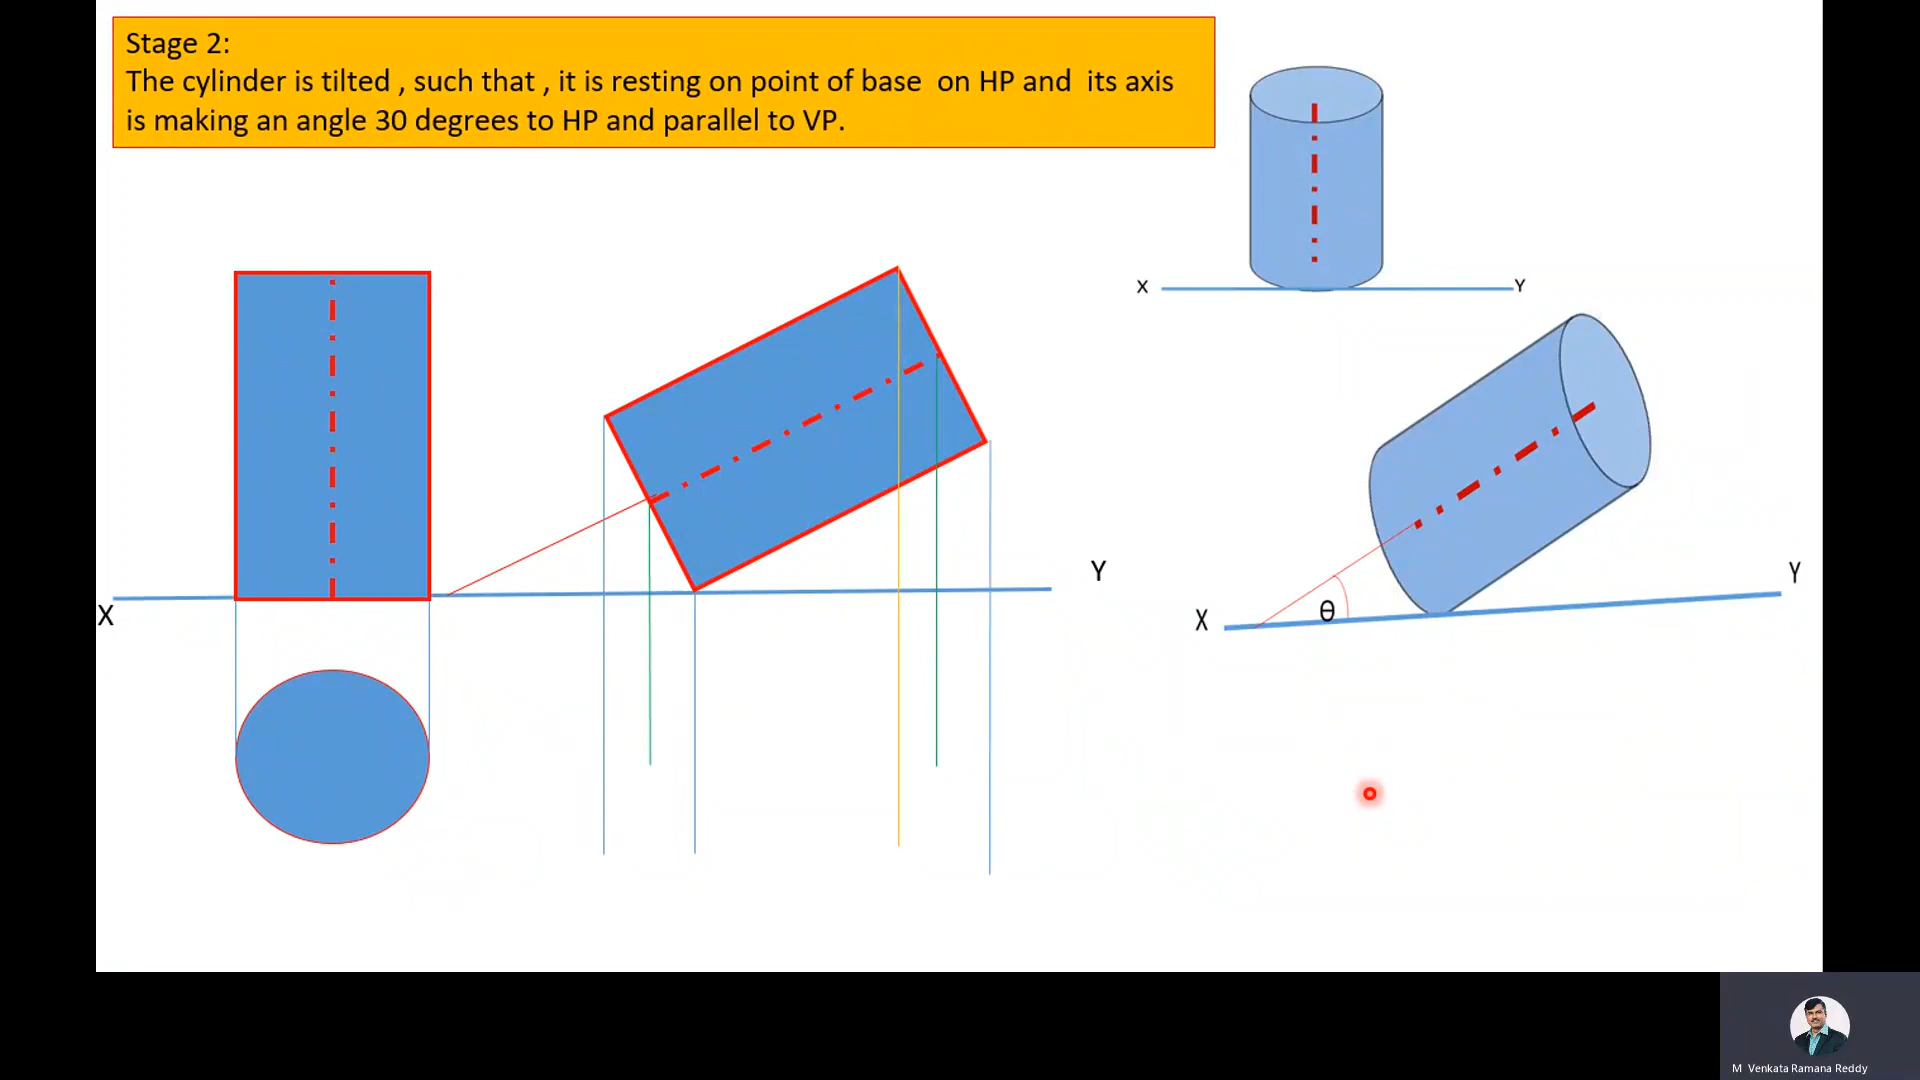 Stage 2:
The cylinder is tilted , such that , it is resting on point of base  on HP and  its axis
is making an angle 30 degrees to HP and parallel to VP.
X
Y
X
Y
X
Y
θ
M Venkata Ramana Reddy